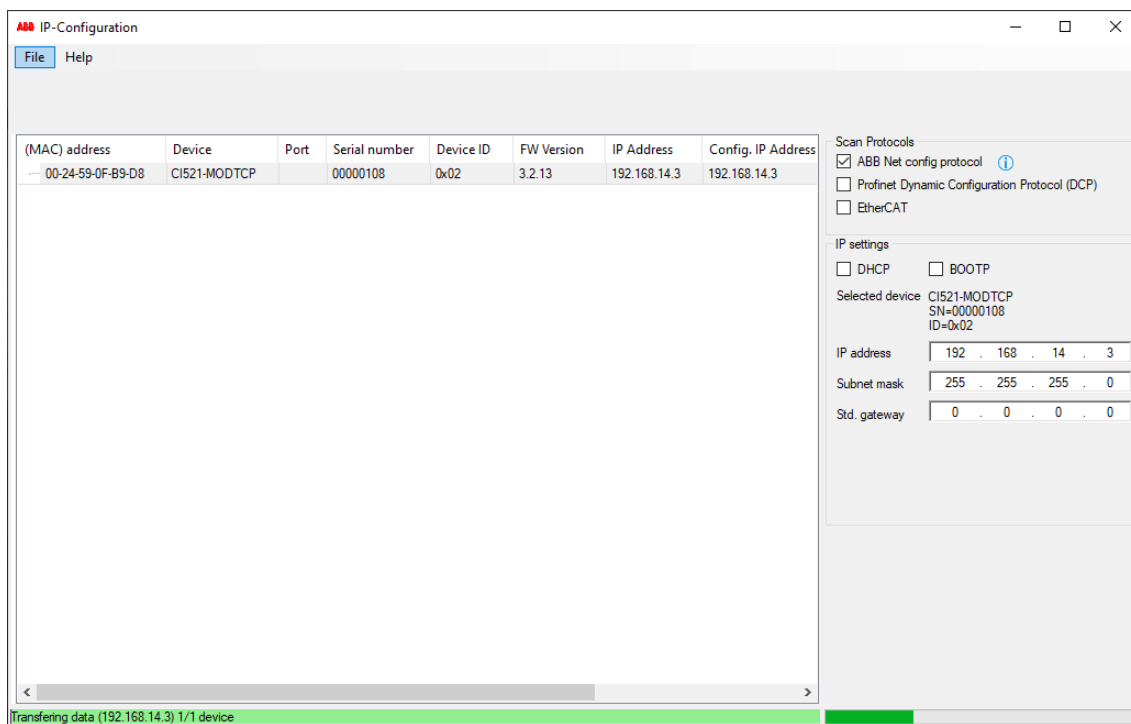 ABB IP-Configuration
File Help
(MAC) address Device Port Serial number Device ID FW Version IP Address Config. IP Address
00-24-59-0F-B9-D8 CI521-MODTCP 00000108 0x02 3.2.13 192.168.14.3 192.168.14.3
Scan Protocols
ABB Net config protocol
Profinet Dynamic Configuration Protocol (DCP)
EtherCAT
IP settings
DHCP BOOTP
Selected device CI521-MODTCP
SN=00000108
ID=0x02
IP address 192 . 168 . 14 . 3
Subnet mask 255 . 255 . 255 . 0
Std. gateway 0 . 0 . 0 . 0
Transfering data (192.168.14.3) 1/1 device